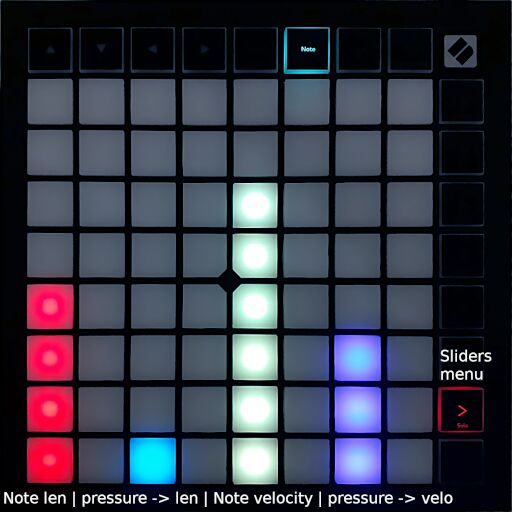 Note
Sliders
menu
>
Solo
Note len | pressure -> len | Note velocity | pressure -> velo